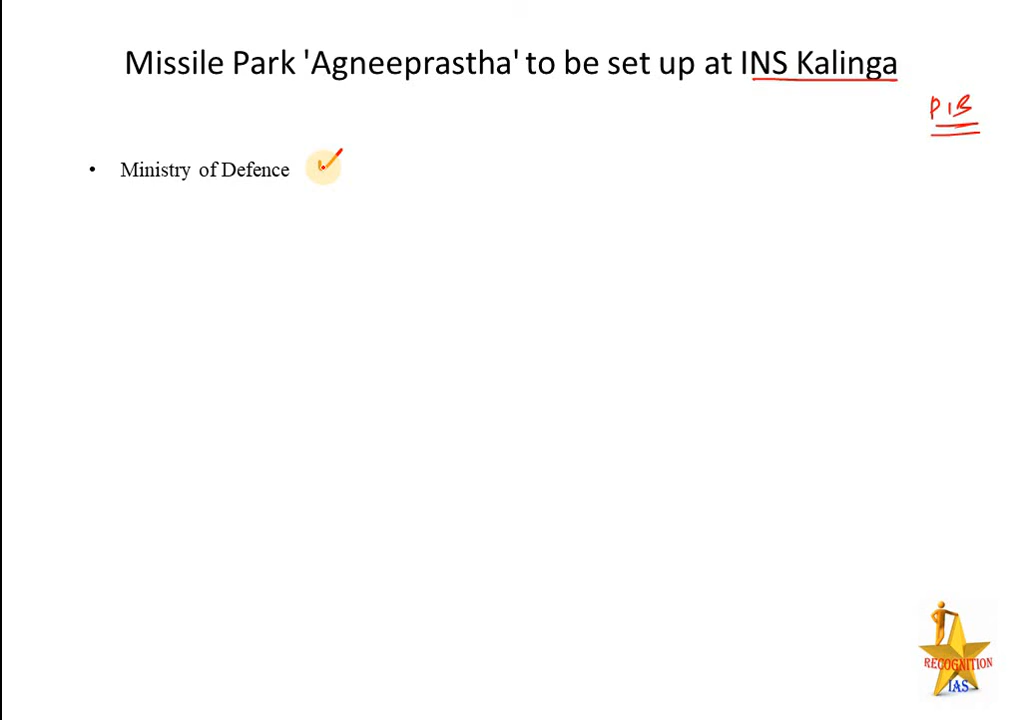 Missile Park 'Agneeprastha' to be set up at INS Kalinga
PIB
• Ministry of Defence
RECOGNITION
IAS